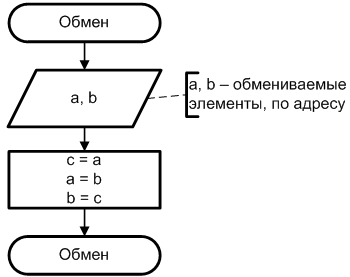 Обмен
a, b
a, b – обмениваемые
элементы, по адресу
c = a
a = b
b = c
Обмен